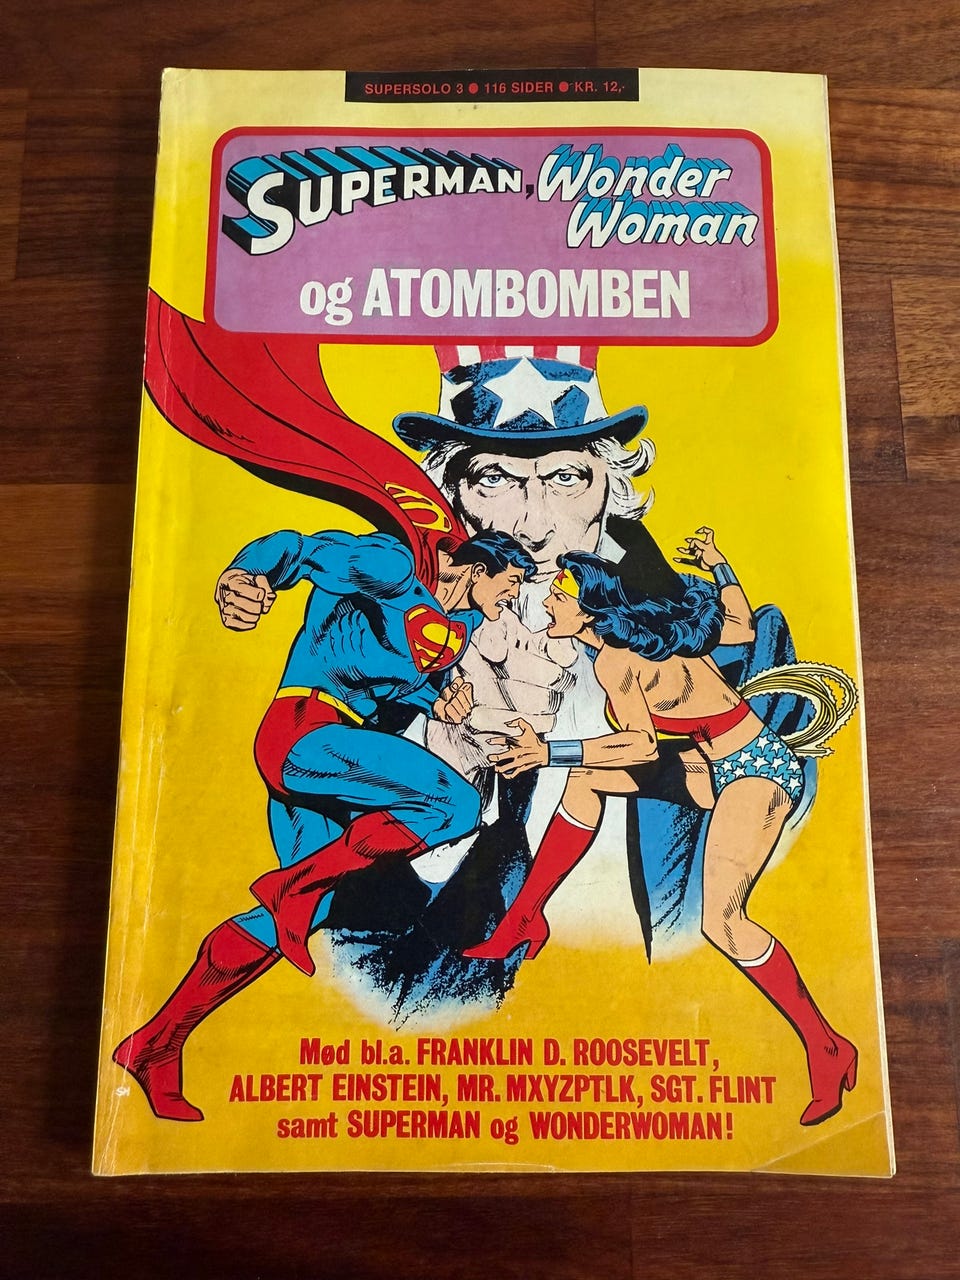 SUPERSOLO 3 ● 116 SIDER ● KR. 12,-
SUPERMAN, Wonder
Woman
og ATOMBOMBEN
S
S
Mød bl.a. FRANKLIN D. ROOSEVELT,
ALBERT EINSTEIN, MR. MXYZPTLK, SGT. FLINT
samt SUPERMAN og WONDERWOMAN!